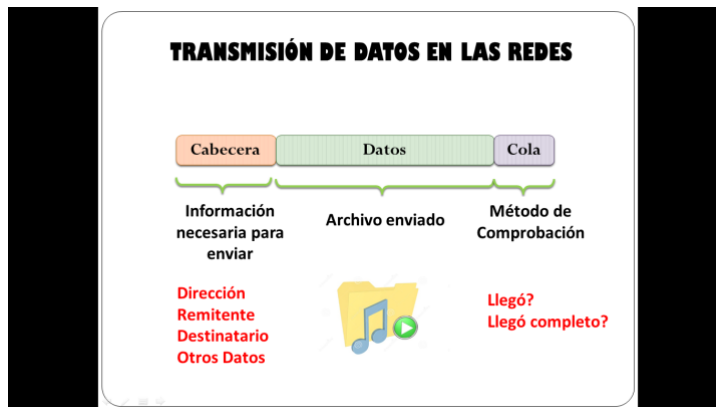 TRANSMISIÓN DE DATOS EN LAS REDES
Cabecera
Datos
Cola
Información
necesaria para
enviar
Archivo enviado
Método de
Comprobación
Dirección
Remitente
Destinatario
Otros Datos
Llegó?
Llegó completo?